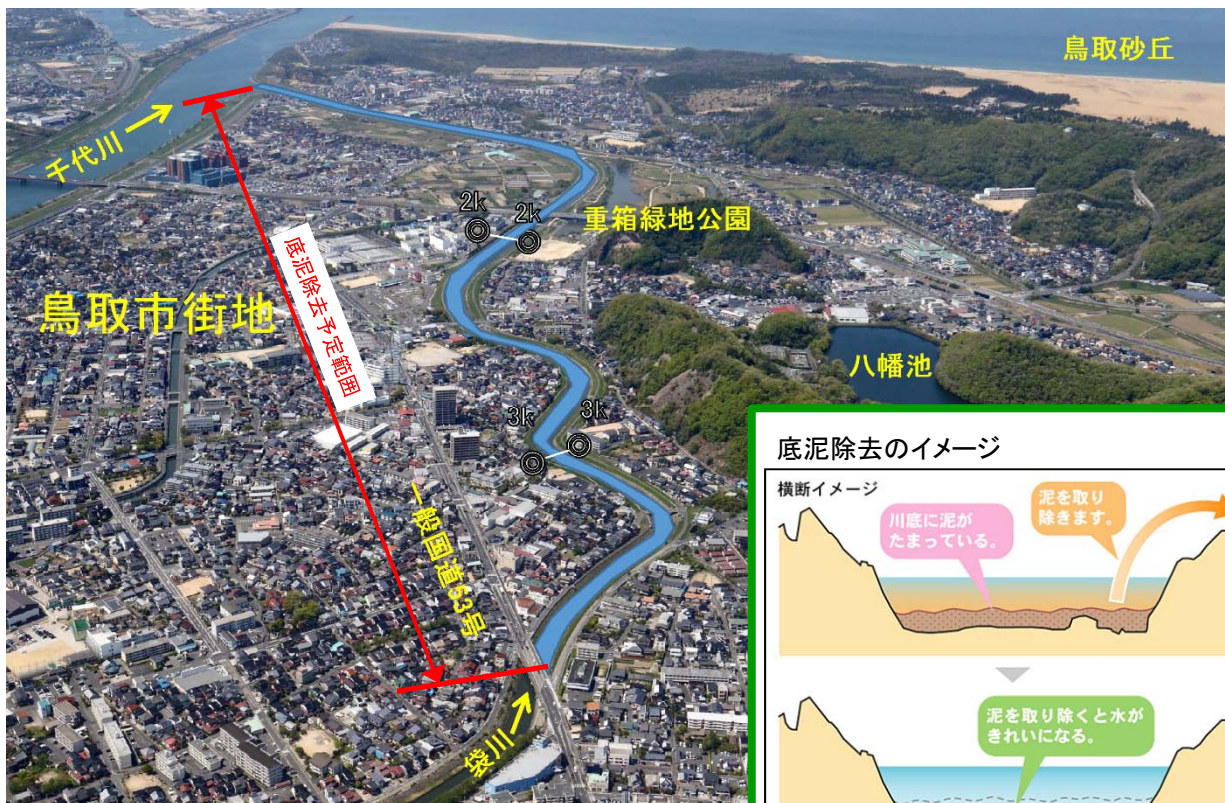 鳥取砂丘
千代川
2k
2k
重箱緑地公園
底泥除去予定範囲
鳥取市街地
八幡池
3k
3k
一般国道53号
袋川
底泥除去のイメージ
横断イメージ
川底に泥が
たまっている。
泥を取り
除きます。
泥を取り除くと水が
きれいになる。